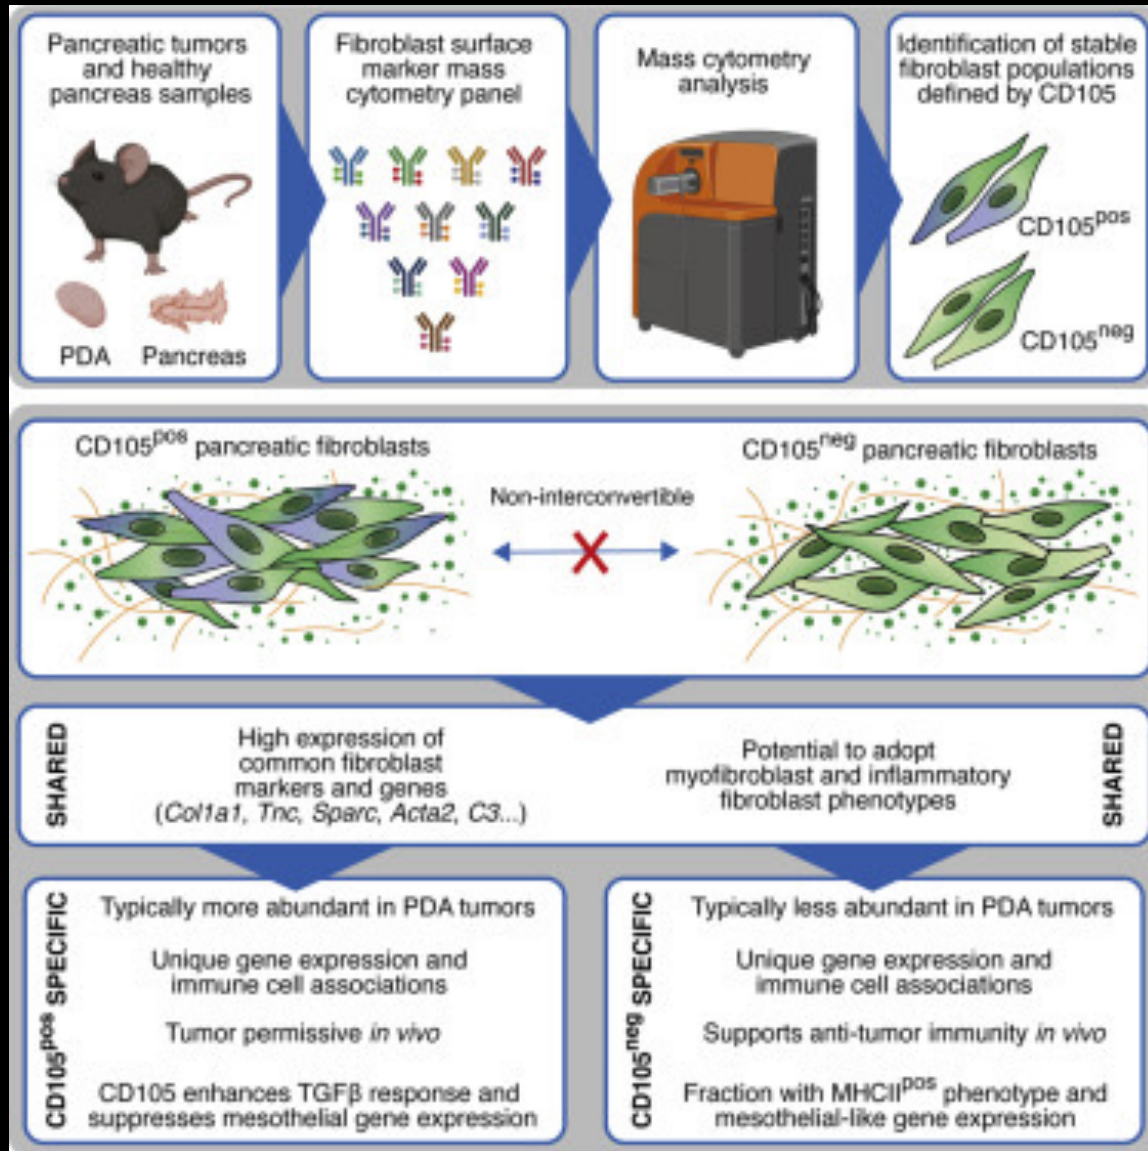 Pancreatic tumors
and healthy
pancreas samples
PDA
Pancreas
Fibroblast surface
marker mass
cytometry panel
Mass cytometry
analysis
Identification of stable
fibroblast populations
defined by CD105
CD105pos
CD105neg
CD105pos pancreatic fibroblasts
Non-interconvertible
CD105neg pancreatic fibroblasts
SHARED
High expression of
common fibroblast
markers and genes
(Col1a1, Tnc, Sparc, Acta2, C3...)
Potential to adopt
myofibroblast and inflammatory
fibroblast phenotypes
SHARED
CD105pos SPECIFIC
Typically more abundant in PDA tumors
Unique gene expression and
immune cell associations
Tumor permissive in vivo
CD105 enhances TGFβ response and
suppresses mesothelial gene expression
CD105neg SPECIFIC
Typically less abundant in PDA tumors
Unique gene expression and
immune cell associations
Supports anti-tumor immunity in vivo
Fraction with MHCIIpos phenotype and
mesothelial-like gene expression